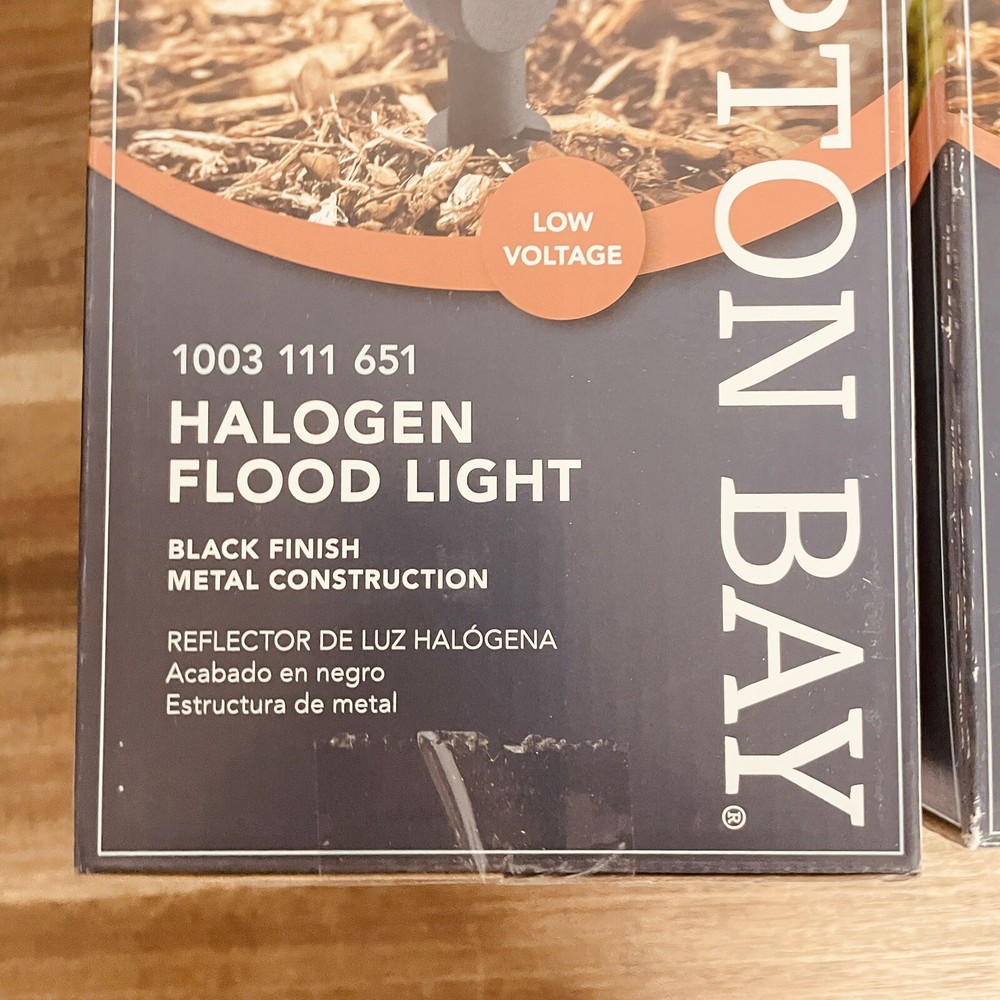 LOW
VOLTAGE
1003 111 651
HALOGEN
FLOOD LIGHT
BLACK FINISH
METAL CONSTRUCTION
REFLECTOR DE LUZ HALÓGENA
Acabado en negro
Estructura de metal
PTON BAY®